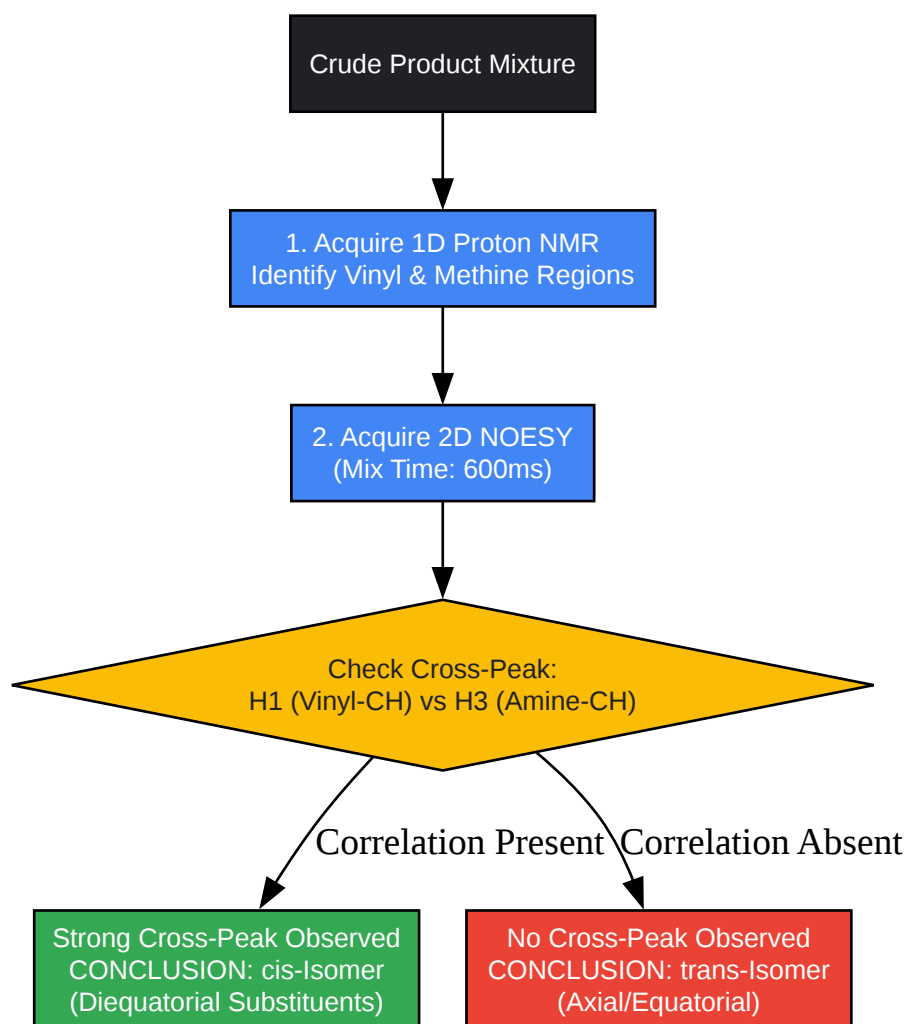 Crude Product Mixture
1. Acquire 1D Proton NMR
Identify Vinyl & Methine Regions
2. Acquire 2D NOESY
(Mix Time: 600ms)
Check Cross-Peak:
H1 (Vinyl-CH) vs H3 (Amine-CH)
Correlation Present
Correlation Absent
Strong Cross-Peak Observed
CONCLUSION: cis-Isomer
(Diequatorial Substituents)
No Cross-Peak Observed
CONCLUSION: trans-Isomer
(Axial/Equatorial)